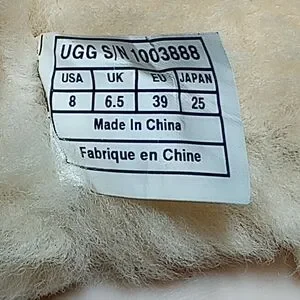 UGG S/N 1003888
USA UK EU JAPAN
8 6.5 39 25
Made In China
Fabrique en Chine